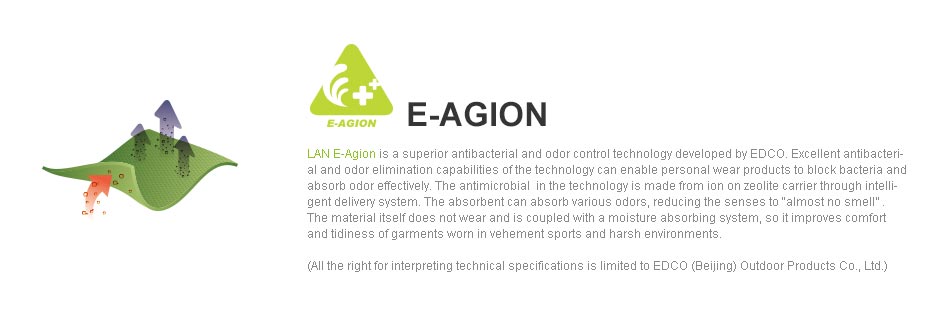 E-AGION
E-AGION
LAN E-Agion is a superior antibacterial and odor control technology developed by EDCO. Excellent antibacteri-
al and odor elimination capabilities of the technology can enable personal wear products to block bacteria and
absorb odor effectively. The antimicrobial  in the technology is made from ion on zeolite carrier through intelli-
gent delivery system. The absorbent can absorb various odors, reducing the senses to "almost no smell" .
The material itself does not wear and is coupled with a moisture absorbing system, so it improves comfort
and tidiness of garments worn in vehement sports and harsh environments.
(All the right for interpreting technical specifications is limited to EDCO (Beijing) Outdoor Products Co., Ltd.)